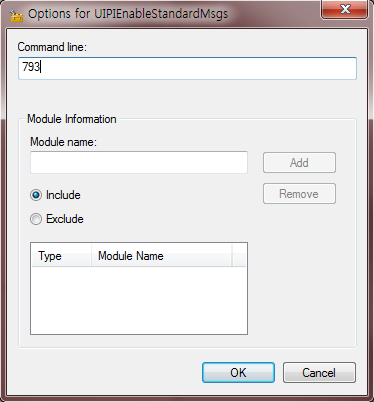 Options for UIPIEnableStandardMsgs
Command line:
793
Module Information
Module name:
Add
Include
Remove
Exclude
Type Module Name
OK Cancel